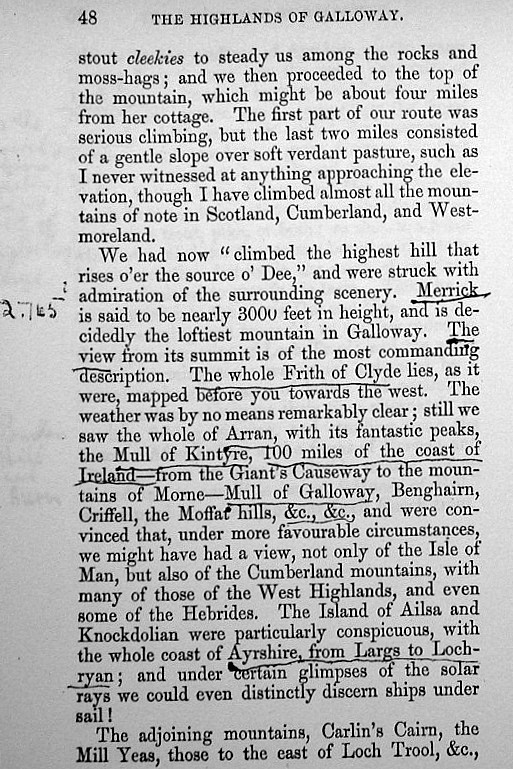 48 THE HIGHLANDS OF GALLOWAY.
stout cleekies to steady us among the rocks and
moss-hags; and we then proceeded to the top of
the mountain, which might be about four miles
from her cottage. The first part of our route was
serious climbing, but the last two miles consisted
of a gentle slope over soft verdant pasture, such as
I never witnessed at anything approaching the ele-
vation, though I have climbed almost all the moun-
tains of note in Scotland, Cumberland, and West-
moreland.
We had now "climbed the highest hill that
rises o'er the source o' Dee," and were struck with
admiration of the surrounding scenery. Merrick
2.765 ?
is said to be nearly 3000 feet in height, and is de-
cidedly the loftiest mountain in Galloway. The
view from its summit is of the most commanding
description. The whole Frith of Clyde lies, as it
were, mapped before you towards the west. The
weather was by no means remarkably clear; still we
saw the whole of Arran, with its fantastic peaks,
the Mull of Kintyre, 100 miles of the coast of
Ireland—from the Giant's Causeway to the moun-
tains of Morne—Mull of Galloway, Benghairn,
Criffell, the Moffat hills, &c., &c., and were con-
vinced that, under more favourable circumstances,
we might have had a view, not only of the Isle of
Man, but also of the Cumberland mountains, with
many of those of the West Highlands, and even
some of the Hebrides. The Island of Ailsa and
Knockdolian were particularly conspicuous, with
the whole coast of Ayrshire, from Largs to Loch-
ryan; and under certain glimpses of the solar
rays we could even distinctly discern ships under
sail!
The adjoining mountains, Carlin's Cairn, the
Mill Yeas, those to the east of Loch Trool, &c.,